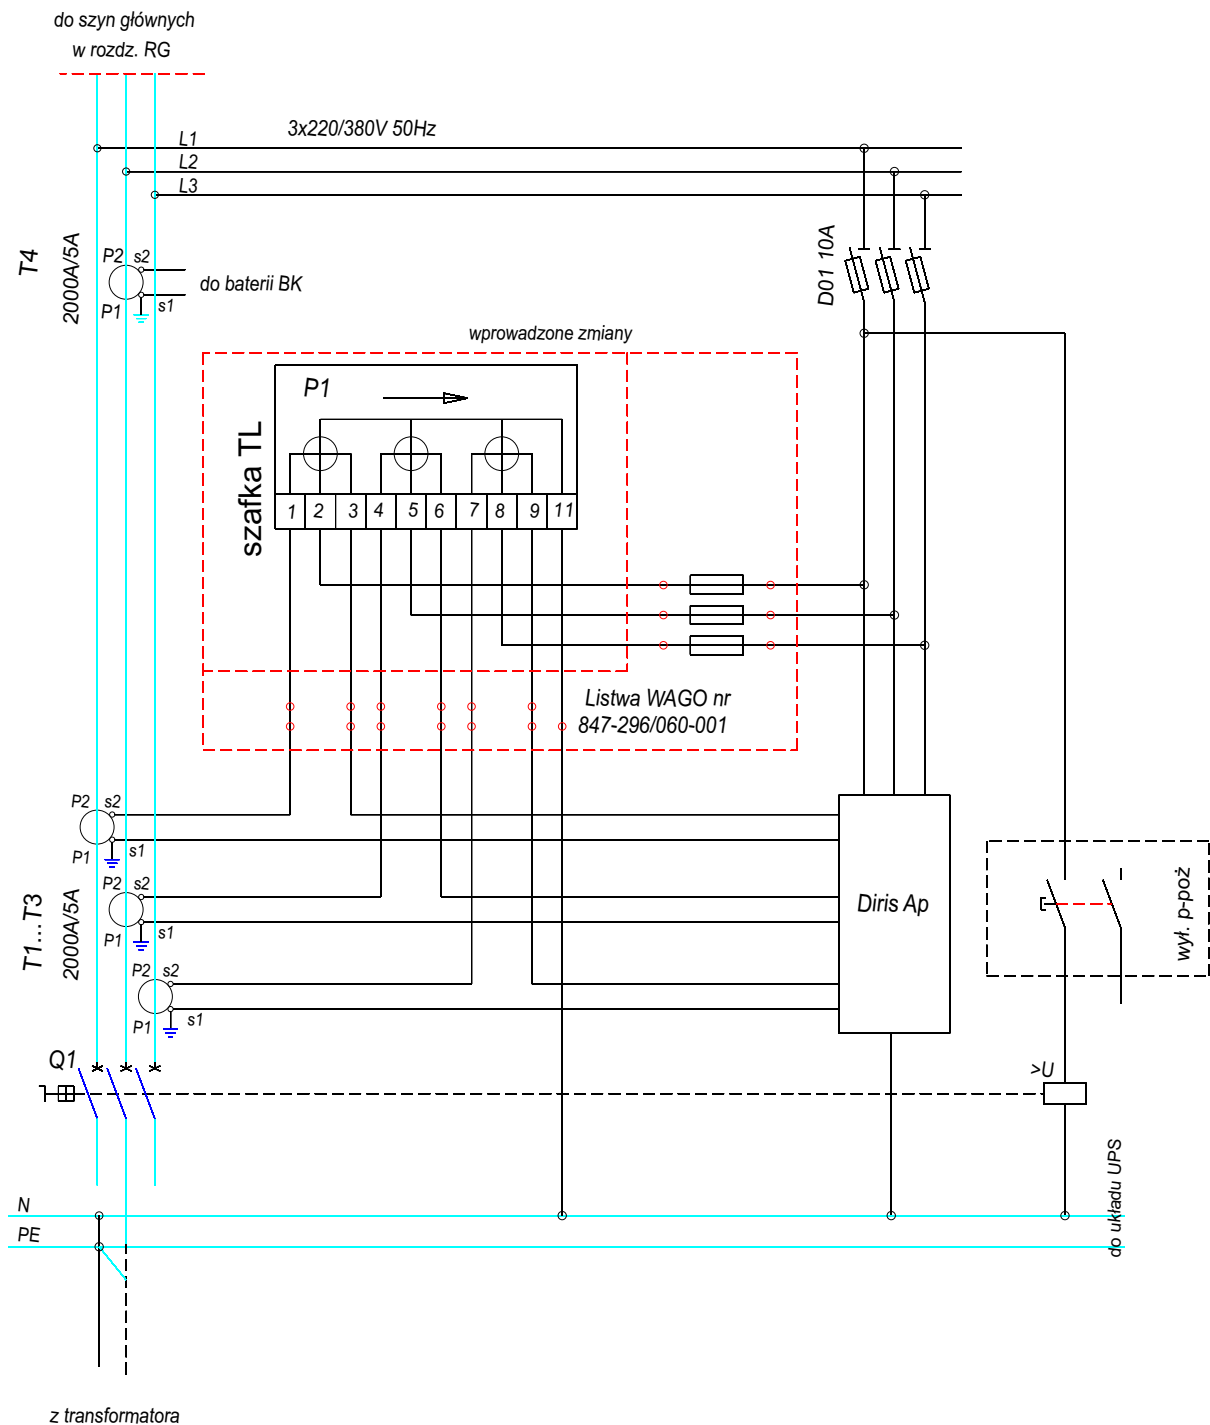 do szyn głównych
w rozdz. RG
3x220/380V 50Hz
L1
L2
L3
T4
2000A/5A
P2 s2
P1 s1
do baterii BK
D01 10A
wprowadzone zmiany
P1
szafka TL
1 2 3 4 5 6 7 8 9 11
Listwa WAGO nr
847-296/060-001
P2 s2
P1 s1
T1...T3
2000A/5A
P2 s2
P1 s1
P2 s2
P1 s1
Diris Ap
wył. p-poż
Q1
>U
N
PE
do układu UPS
z transformatora